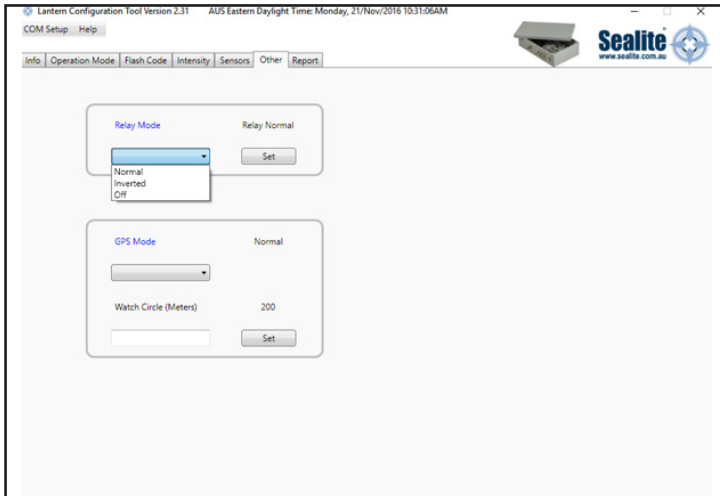 Lantern Configuration Tool Version 2.31 AUS Eastern Daylight Time: Monday, 21/Nov/2016 10:31:06AM
COM Setup Help
Sealite
www.sealite.com.au
Info Operation Mode Flash Code Intensity Sensors Other Report
Relay Mode Relay Normal
Set
Normal
Inverted
Off
GPS Mode Normal
Watch Circle (Meters) 200
Set